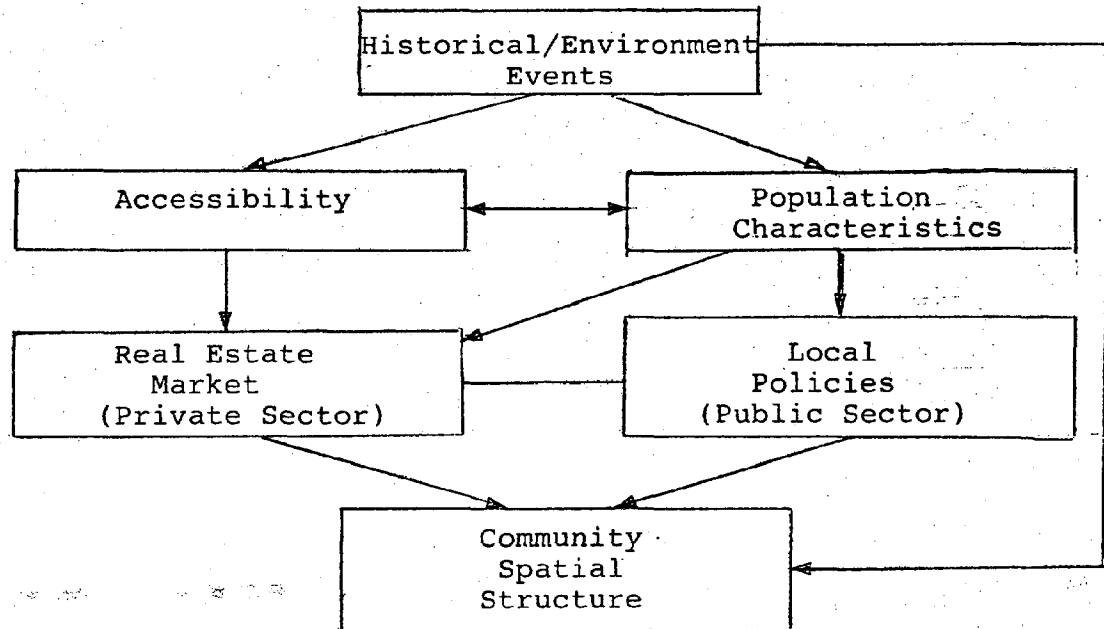 Historical/Environment
Events
Accessibility
Population
Characteristics
Real Estate
Market
(Private Sector)
Local
Policies
(Public Sector)
Community
Spatial
Structure